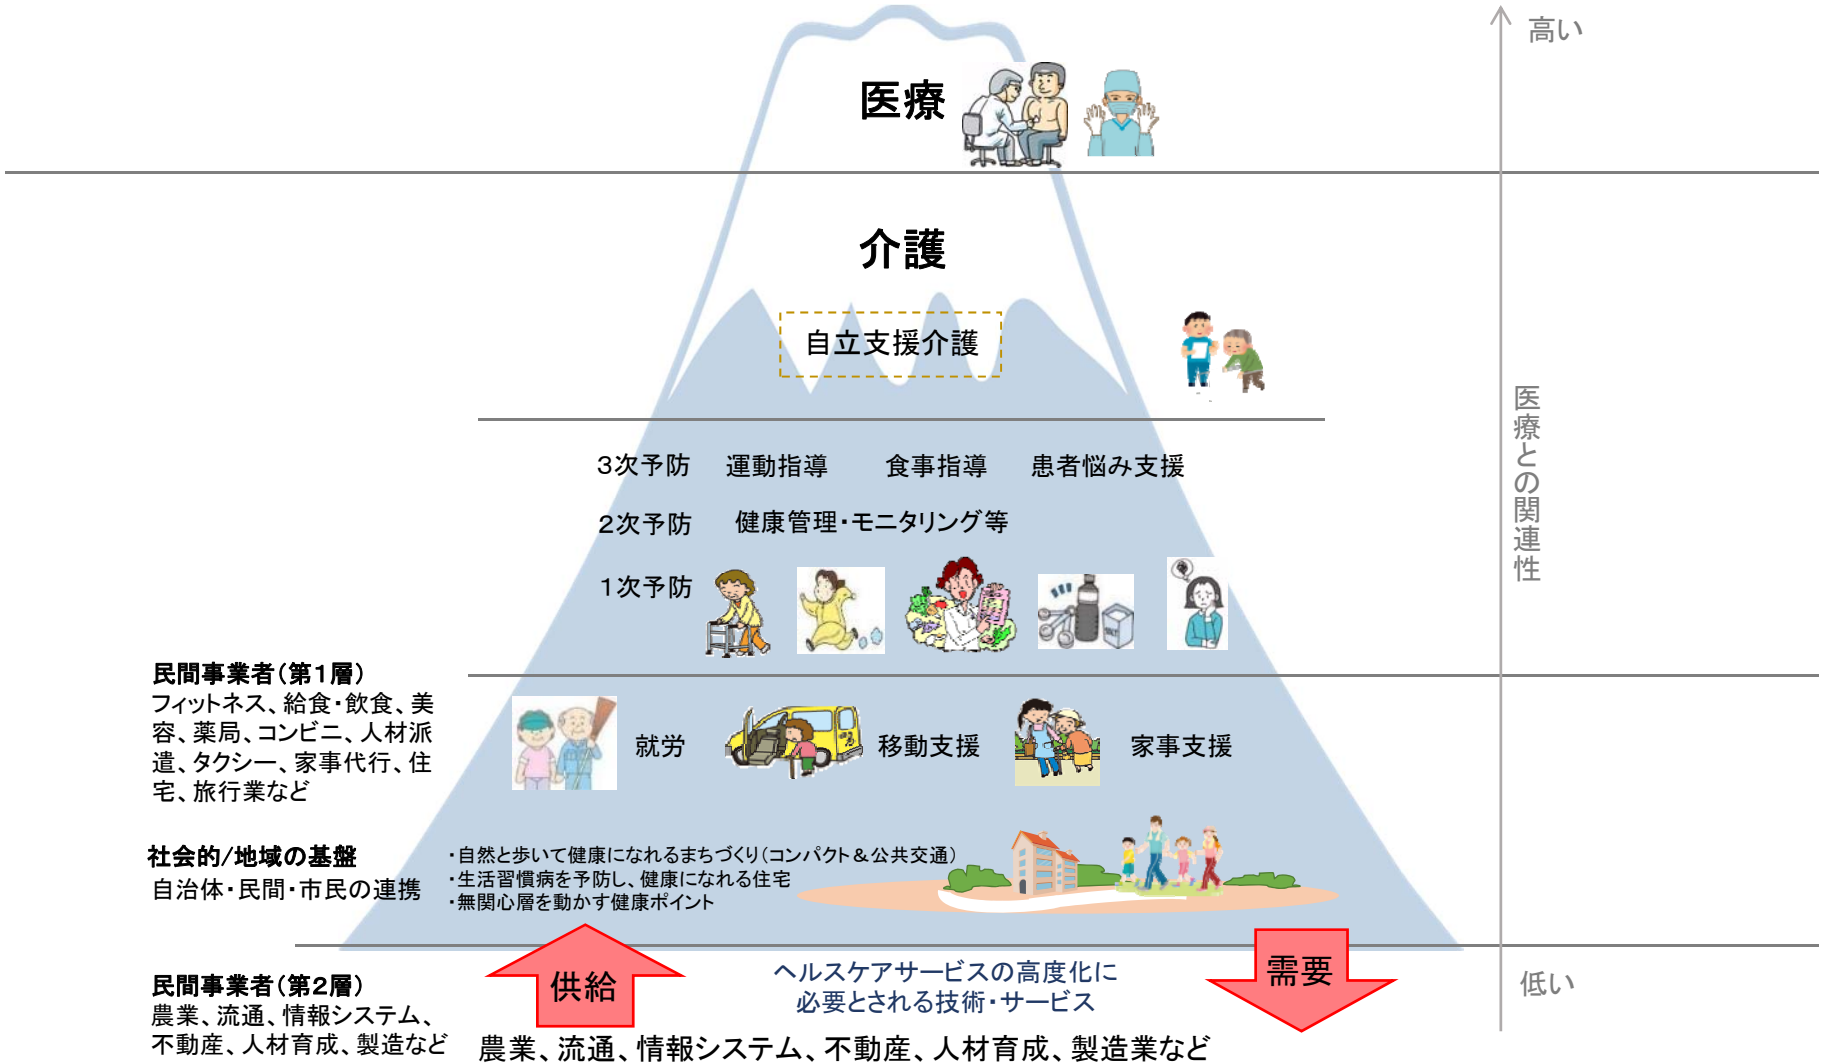 高い
医療
介護
自立支援介護
医療との関連性
3次予防 運動指導 食事指導 患者悩み支援
2次予防 健康管理・モニタリング等
1次予防
民間事業者(第1層)
フィットネス、給食・飲食、美
容、薬局、コンビニ、人材派
遣、タクシー、家事代行、住
宅、旅行業など
就労 移動支援 家事支援
社会的/地域の基盤
自治体・民間・市民の連携
・自然と歩いて健康になれるまちづくり(コンパクト&公共交通)
・生活習慣病を予防し、健康になれる住宅
・無関心層を動かす健康ポイント
民間事業者(第2層)
農業、流通、情報システム、
不動産、人材育成、製造など
供給
ヘルスケアサービスの高度化に
必要とされる技術・サービス
需要
低い
農業、流通、情報システム、不動産、人材育成、製造業など